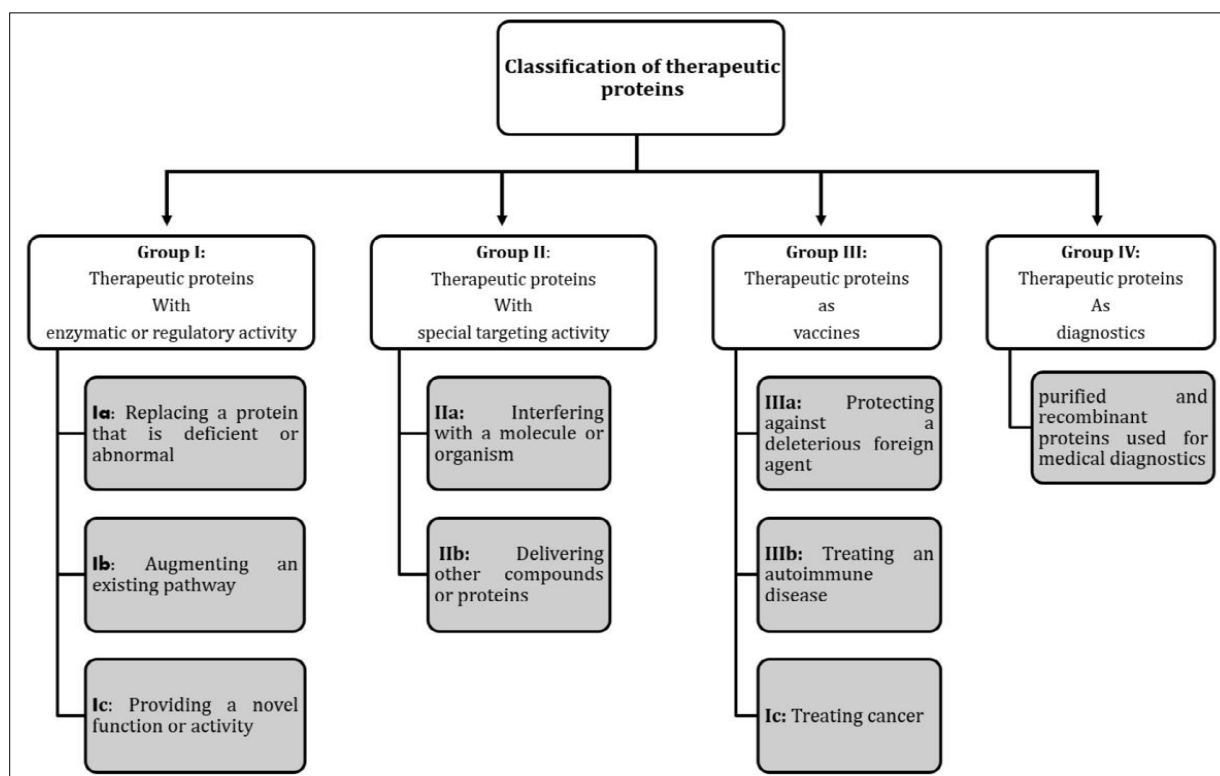 Classification of therapeutic
proteins
Group I:
Therapeutic proteins
With
enzymatic or regulatory activity
Ia: Replacing a protein
that is deficient or
abnormal
Ib: Augmenting an
existing pathway
Ic: Providing a novel
function or activity
Group II:
Therapeutic proteins
With
special targeting activity
IIa: Interfering
with a molecule or
organism
IIb: Delivering
other compounds
or proteins
Group III:
Therapeutic proteins
as
vaccines
IIIa: Protecting
against a
deleterious foreign
agent
IIIb: Treating an
autoimmune
disease
Ic: Treating cancer
Group IV:
Therapeutic proteins
As
diagnostics
purified and
recombinant
proteins used for
medical diagnostics